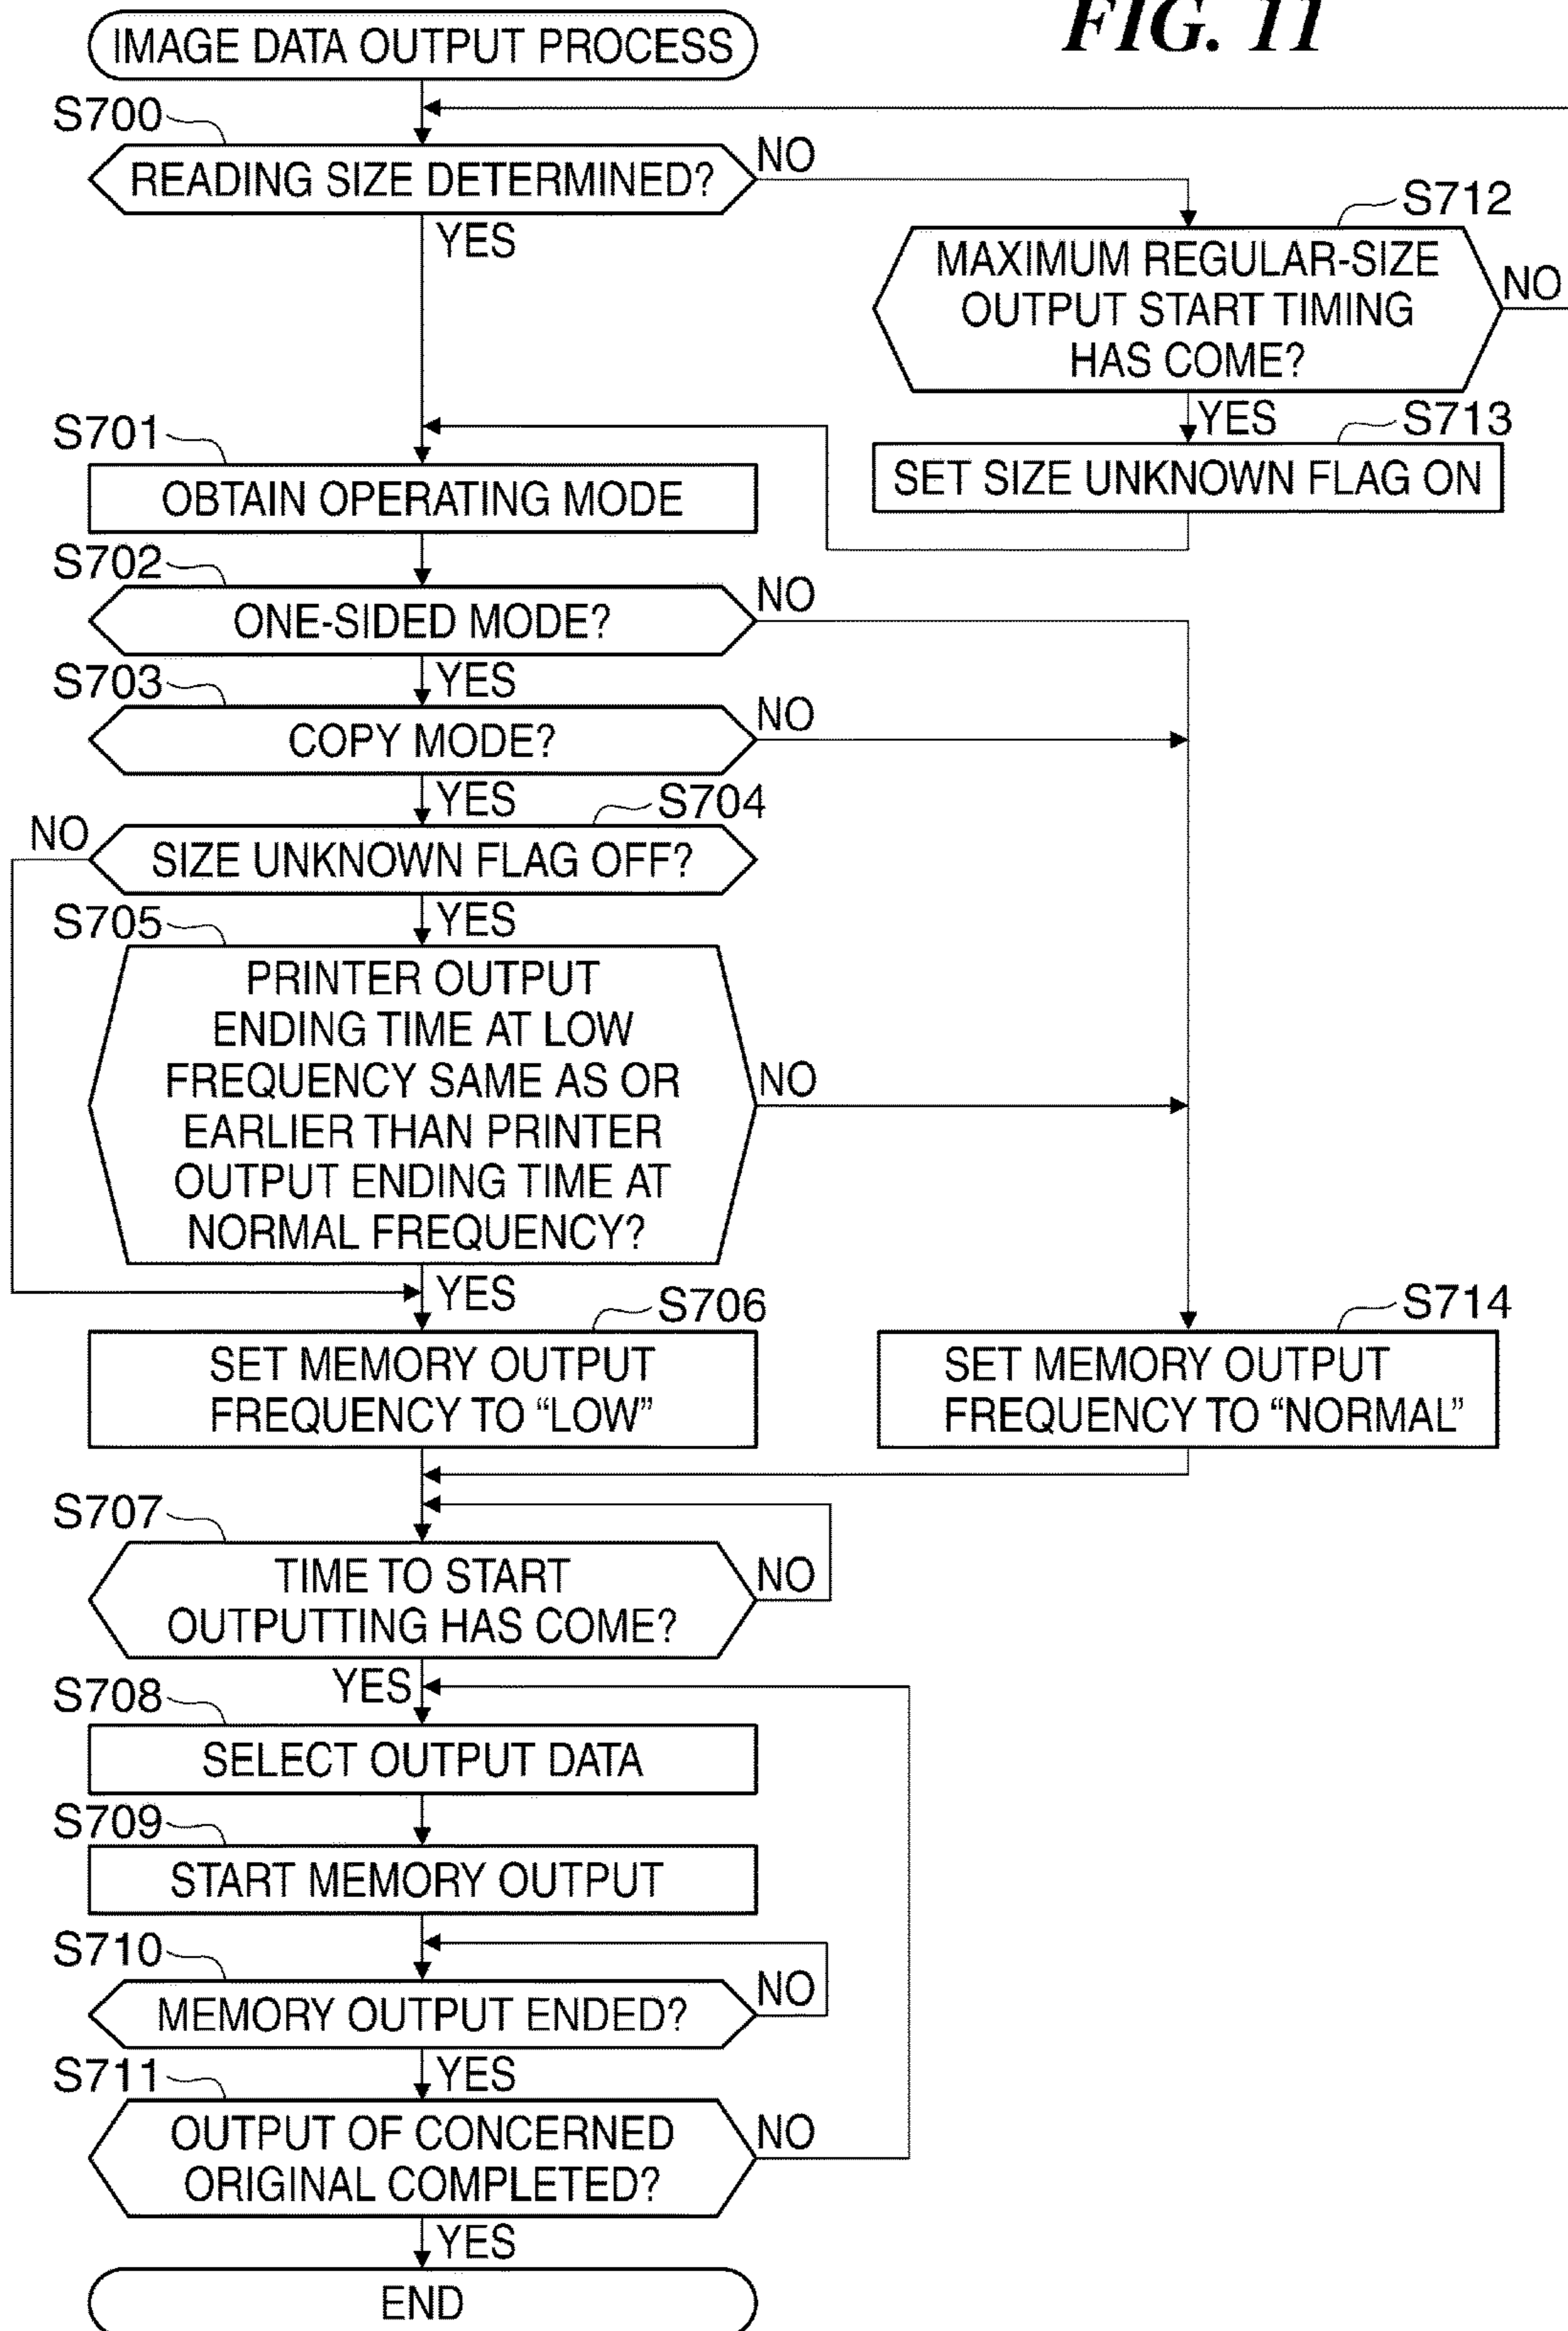 FIG. 11
IMAGE DATA OUTPUT PROCESS
S700
READING SIZE DETERMINED?
NO
YES
S712
MAXIMUM REGULAR-SIZE
OUTPUT START TIMING
HAS COME?
NO
YES
S713
SET SIZE UNKNOWN FLAG ON
S701
OBTAIN OPERATING MODE
S702
ONE-SIDED MODE?
NO
YES
S703
COPY MODE?
NO
YES
S704
NO
SIZE UNKNOWN FLAG OFF?
YES
S705
PRINTER OUTPUT
ENDING TIME AT LOW
FREQUENCY SAME AS OR
EARLIER THAN PRINTER
OUTPUT ENDING TIME AT
NORMAL FREQUENCY?
NO
YES
S706
SET MEMORY OUTPUT
FREQUENCY TO “LOW”
S714
SET MEMORY OUTPUT
FREQUENCY TO “NORMAL”
S707
TIME TO START
OUTPUTTING HAS COME?
NO
YES
S708
SELECT OUTPUT DATA
S709
START MEMORY OUTPUT
S710
MEMORY OUTPUT ENDED?
NO
YES
S711
OUTPUT OF CONCERNED
ORIGINAL COMPLETED?
NO
YES
END